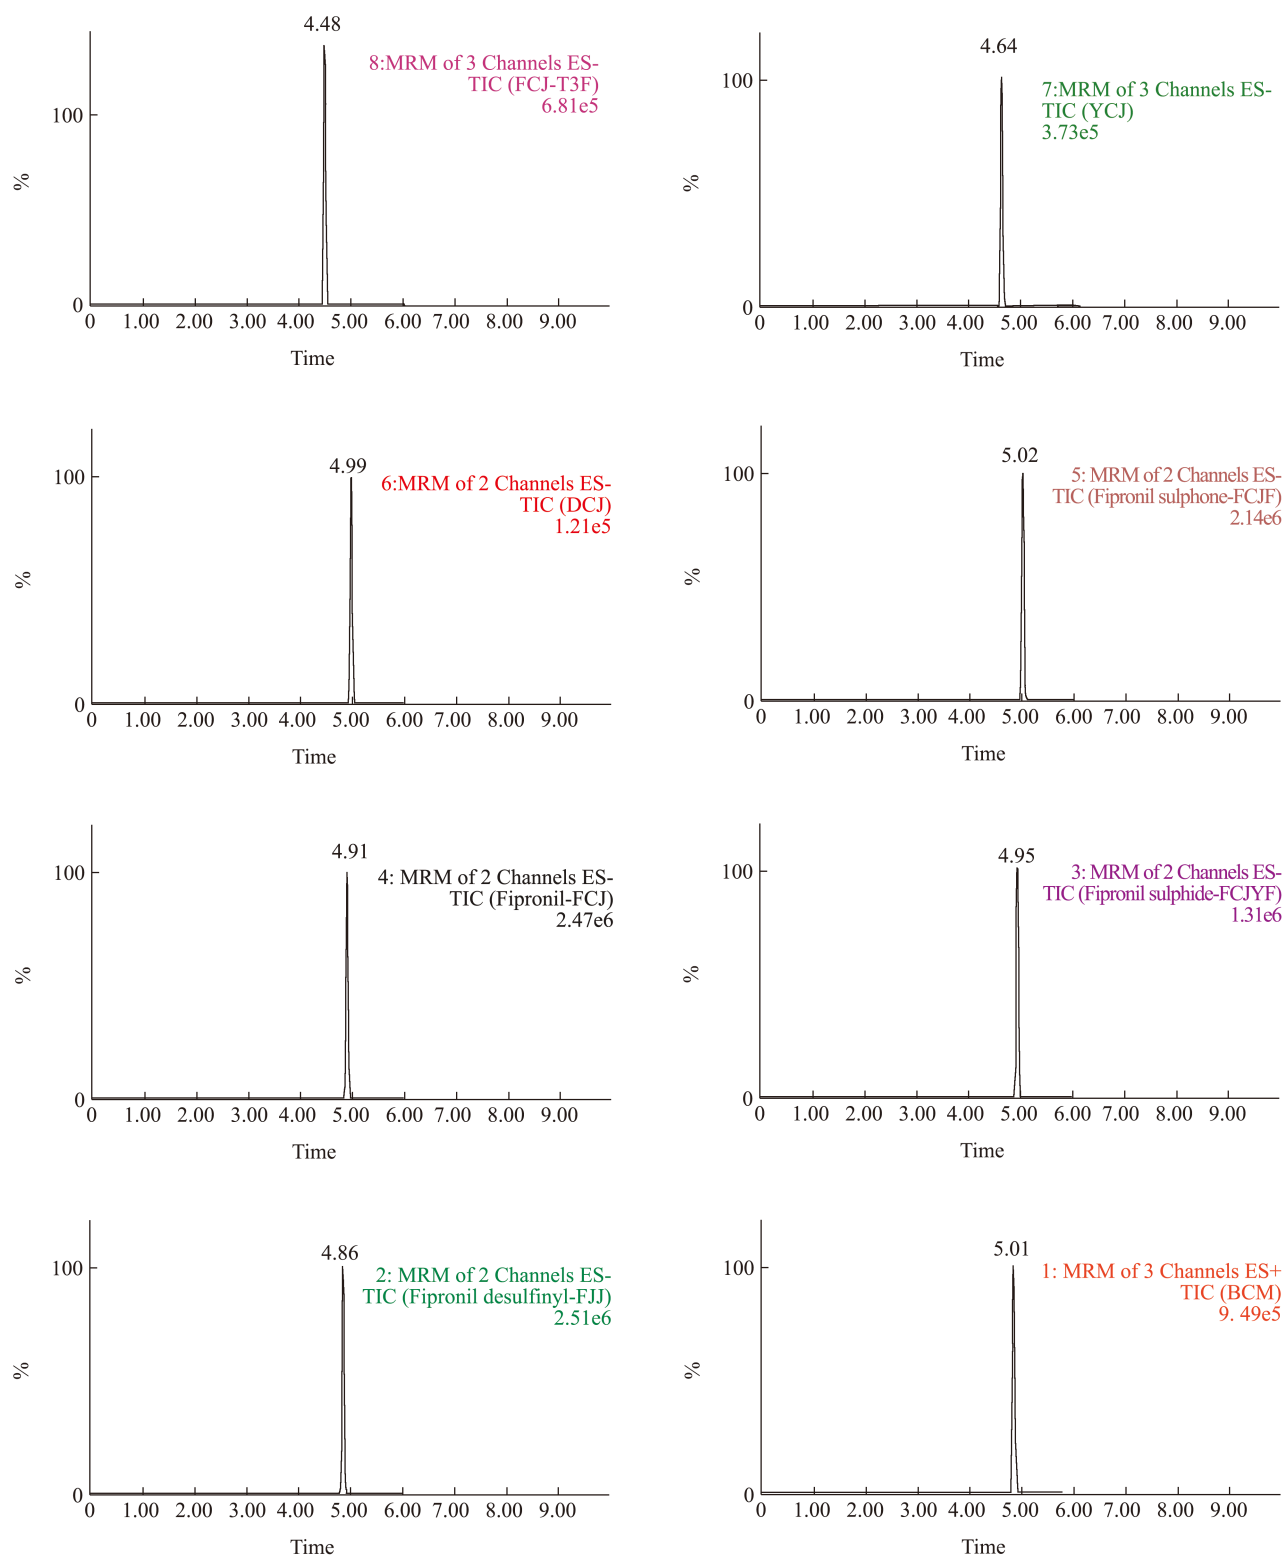 4.48
8:MRM of 3 Channels ES-
TIC (FCJ-T3F)
6.81e5
100
%
0
0 1.00 2.00 3.00 4.00 5.00 6.00 7.00 8.00 9.00
Time
4.64
7:MRM of 3 Channels ES-
TIC (YCJ)
3.73e5
100
%
0
0 1.00 2.00 3.00 4.00 5.00 6.00 7.00 8.00 9.00
Time
4.99
6:MRM of 2 Channels ES-
TIC (DCJ)
1.21e5
100
%
0
0 1.00 2.00 3.00 4.00 5.00 6.00 7.00 8.00 9.00
Time
5.02
5: MRM of 2 Channels ES-
TIC (Fipronil sulphone-FCJF)
2.14e6
100
%
0
0 1.00 2.00 3.00 4.00 5.00 6.00 7.00 8.00 9.00
Time
4.91
4: MRM of 2 Channels ES-
TIC (Fipronil-FCJ)
2.47e6
100
%
0
0 1.00 2.00 3.00 4.00 5.00 6.00 7.00 8.00 9.00
Time
4.95
3: MRM of 2 Channels ES-
TIC (Fipronil sulphide-FCJYF)
1.31e6
100
%
0
0 1.00 2.00 3.00 4.00 5.00 6.00 7.00 8.00 9.00
Time
4.86
2: MRM of 2 Channels ES-
TIC (Fipronil desulfinyl-FJJ)
2.51e6
100
%
0
0 1.00 2.00 3.00 4.00 5.00 6.00 7.00 8.00 9.00
Time
5.01
1: MRM of 3 Channels ES+
TIC (BCM)
9. 49e5
100
%
0
0 1.00 2.00 3.00 4.00 5.00 6.00 7.00 8.00 9.00
Time